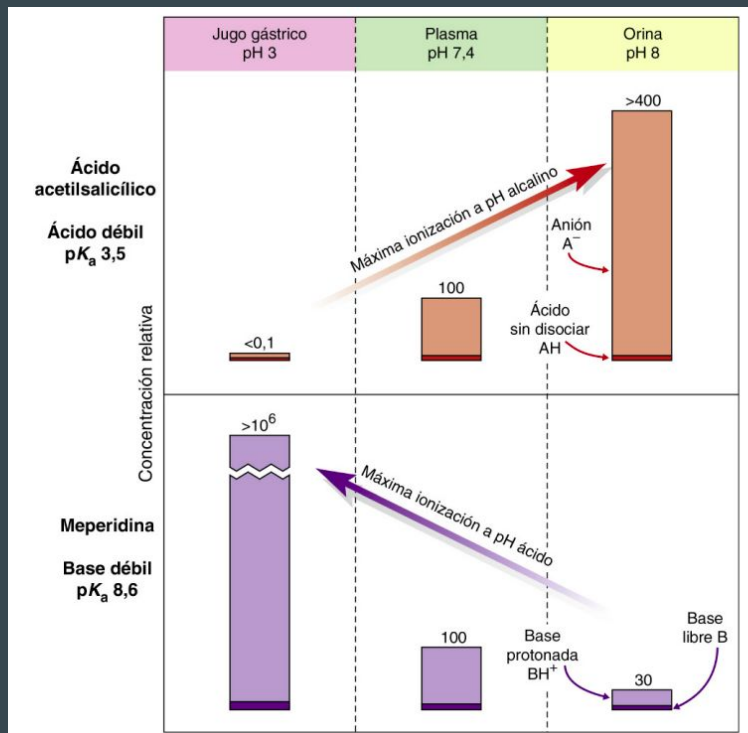 Jugo gástrico
pH 3
Plasma
pH 7,4
Orina
pH 8
Ácido
acetilsalicílico
Ácido débil
pKa 3,5
Concentración relativa
<0,1
100
>400
Máxima ionización a pH alcalino
Anión
A⁻
Ácido
sin disociar
AH
Meperidina
Base débil
pKa 8,6
>10⁶
100
30
Máxima ionización a pH ácido
Base
protonada
BH⁺
Base
libre B